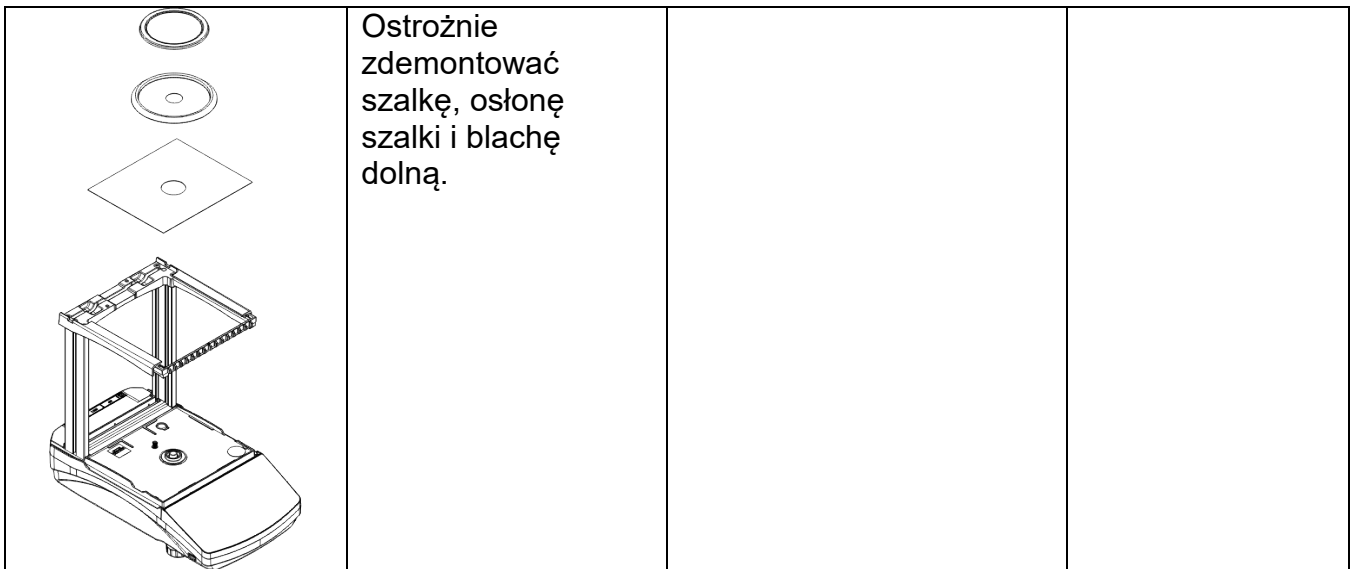 Ostrożnie
zdemontować
szalkę, osłonę
szalki i blachę
dolną.